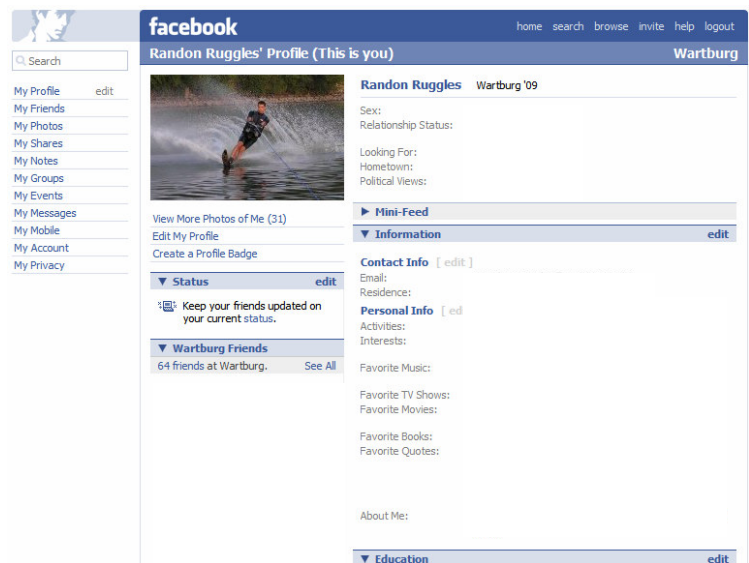 facebook
home search browse invite help logout
Search
Randon Ruggles' Profile (This is you) Wartburg
My Profile edit
My Friends
My Photos
My Shares
My Notes
My Groups
My Events
My Messages
My Mobile
My Account
My Privacy
View More Photos of Me (31)
Edit My Profile
Create a Profile Badge
Status edit
Keep your friends updated on
your current status.
Wartburg Friends
64 friends at Wartburg. See All
Randon Ruggles Wartburg '09
Sex:
Relationship Status:
Looking For:
Hometown:
Political Views:
Mini-Feed
Information edit
Contact Info [ edit ]
Email:
Residence:
Personal Info [ ed
Activities:
Interests:
Favorite Music:
Favorite TV Shows:
Favorite Movies:
Favorite Books:
Favorite Quotes:
About Me:
Education edit